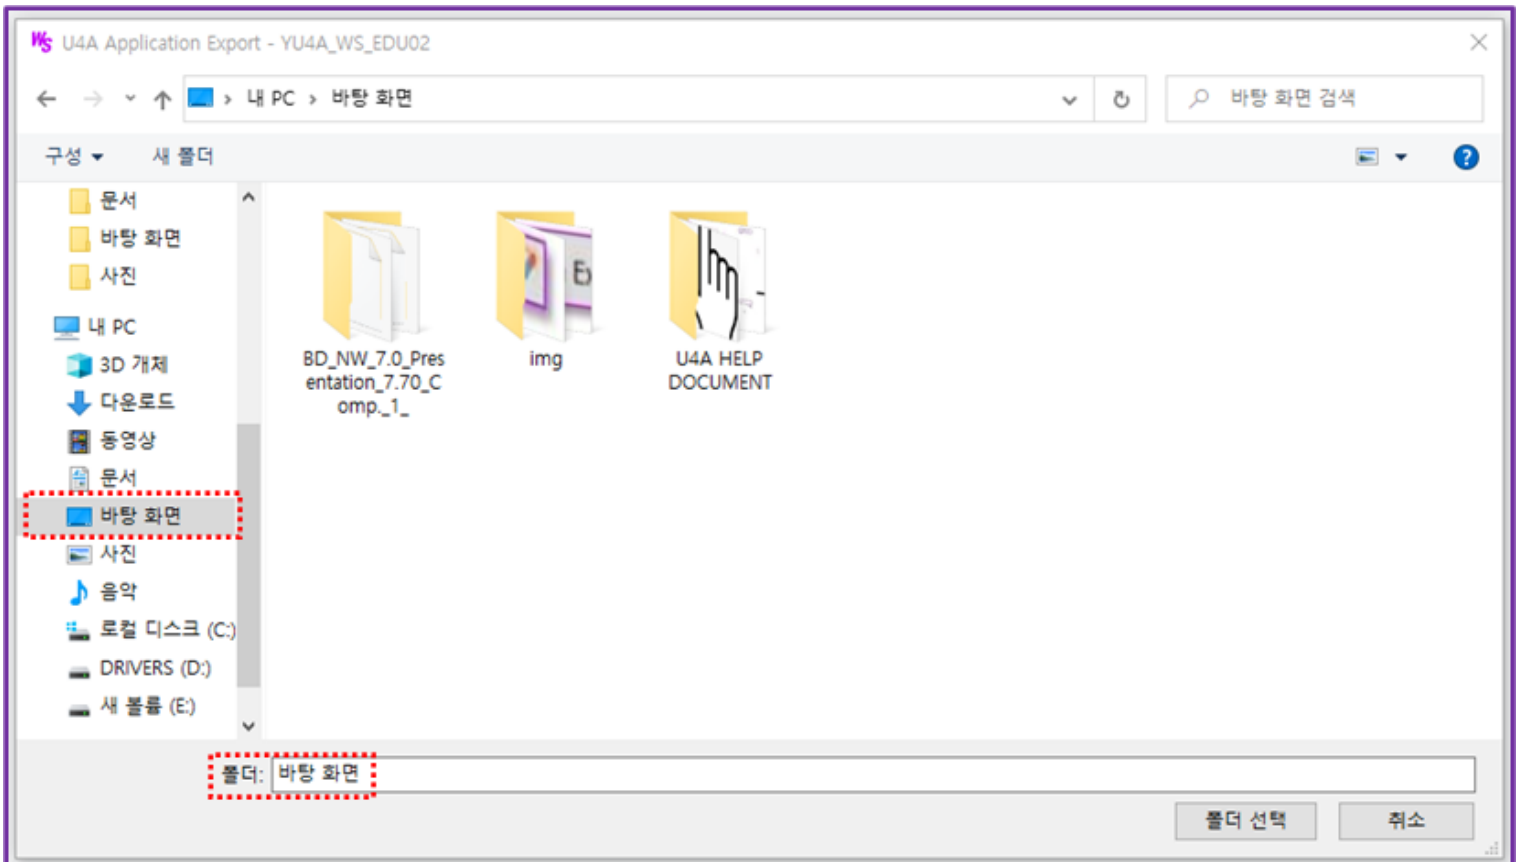 WS U4A Application Export - YU4A_WS_EDU02
내 PC › 바탕 화면
바탕 화면 검색
구성 새 폴더
문서
바탕 화면
사진
내 PC
3D 개체
다운로드
동영상
문서
바탕 화면
사진
음악
로컬 디스크 (C:)
DRIVERS (D:)
새 볼륨 (E:)
BD_NW_7.0_Pres
entation_7.70_C
omp._1_
img
U4A HELP
DOCUMENT
폴더: 바탕 화면
폴더 선택 취소